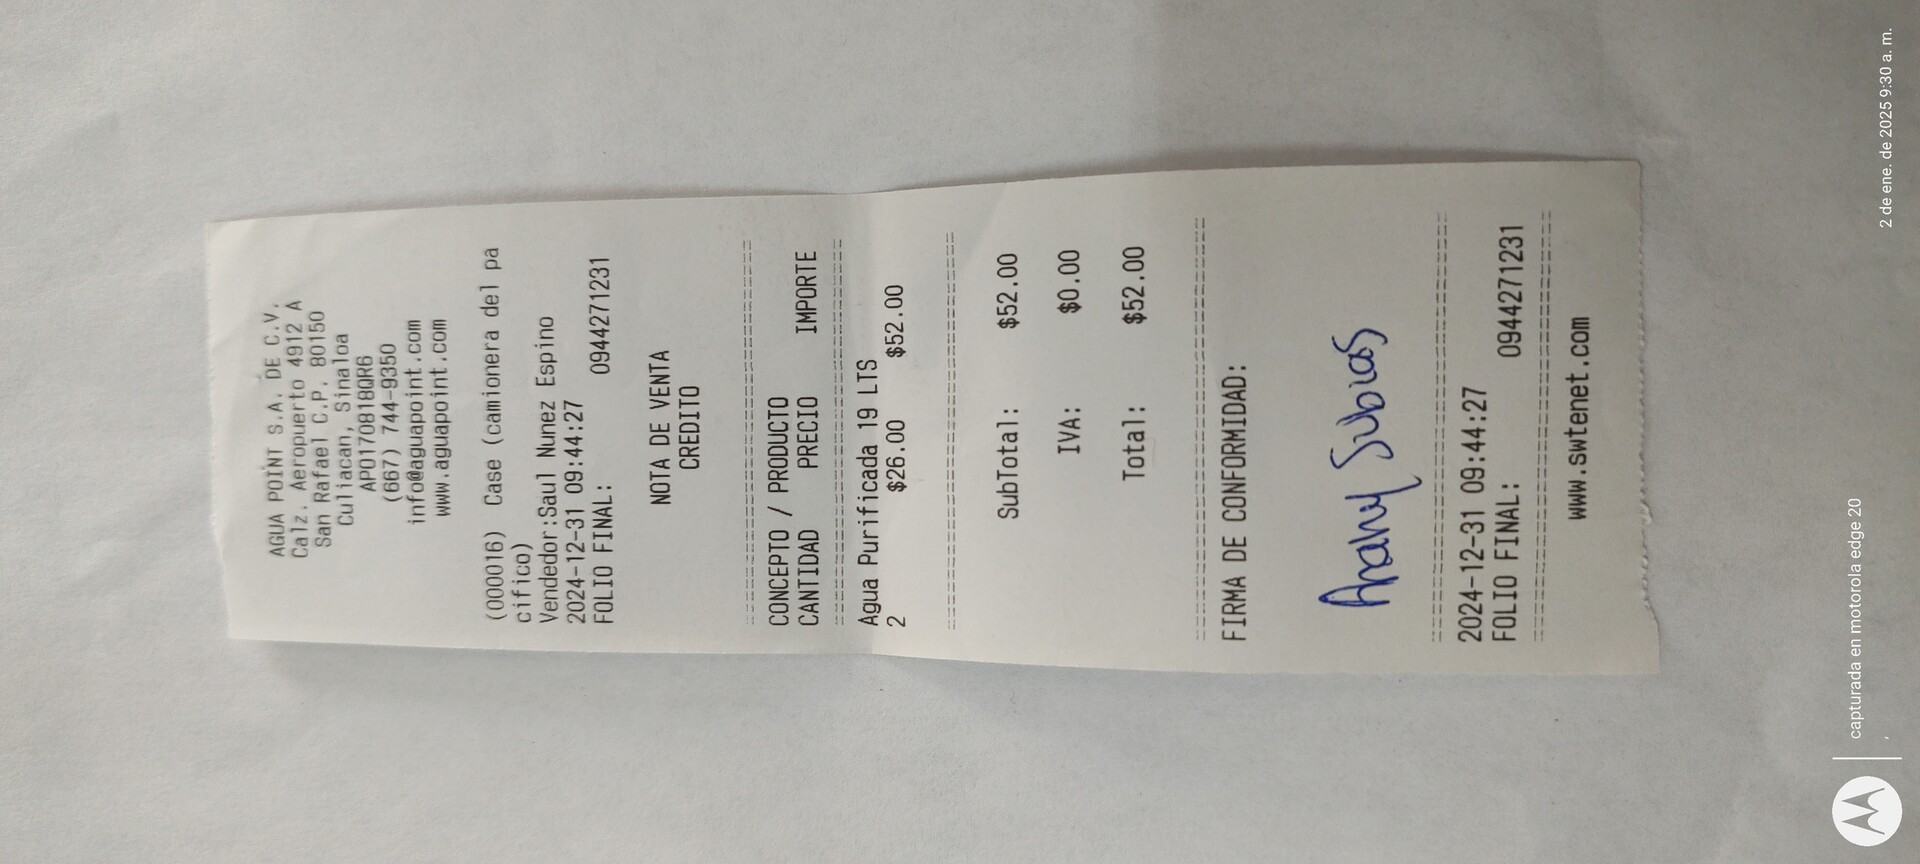 AGUA POINT S.A. DE C.V.
Calz. Aeropuerto 4912 A
San Rafael C.P. 80150
Culiacan, Sinaloa
APO170818QR6
(667) 744-9350
info@aguapoint.com
www.aguapoint.com
(000016) Case (camionera del pa
cifico)
Vendedor:Saul Nunez Espino
2024-12-31 09:44:27
FOLIO FINAL: 0944271231
NOTA DE VENTA
CREDITO
CONCEPTO / PRODUCTO
CANTIDAD PRECIO IMPORTE
Agua Purificada 19 LTS
2 $26.00 $52.00
SubTotal: $52.00
IVA: $0.00
Total: $52.00
FIRMA DE CONFORMIDAD:
Arahy Subias
2024-12-31 09:44:27
FOLIO FINAL: 0944271231
www.swtenet.com
capturada en motorola edge 20
2 de ene. de 2025 9:30 a. m.